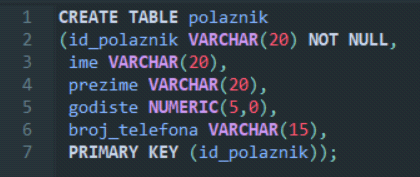 1 CREATE TABLE polaznik
2 (id_polaznik VARCHAR(20) NOT NULL,
3 ime VARCHAR(20),
4 prezime VARCHAR(20),
5 godiste NUMERIC(5,0),
6 broj_telefona VARCHAR(15),
7 PRIMARY KEY (id_polaznik));